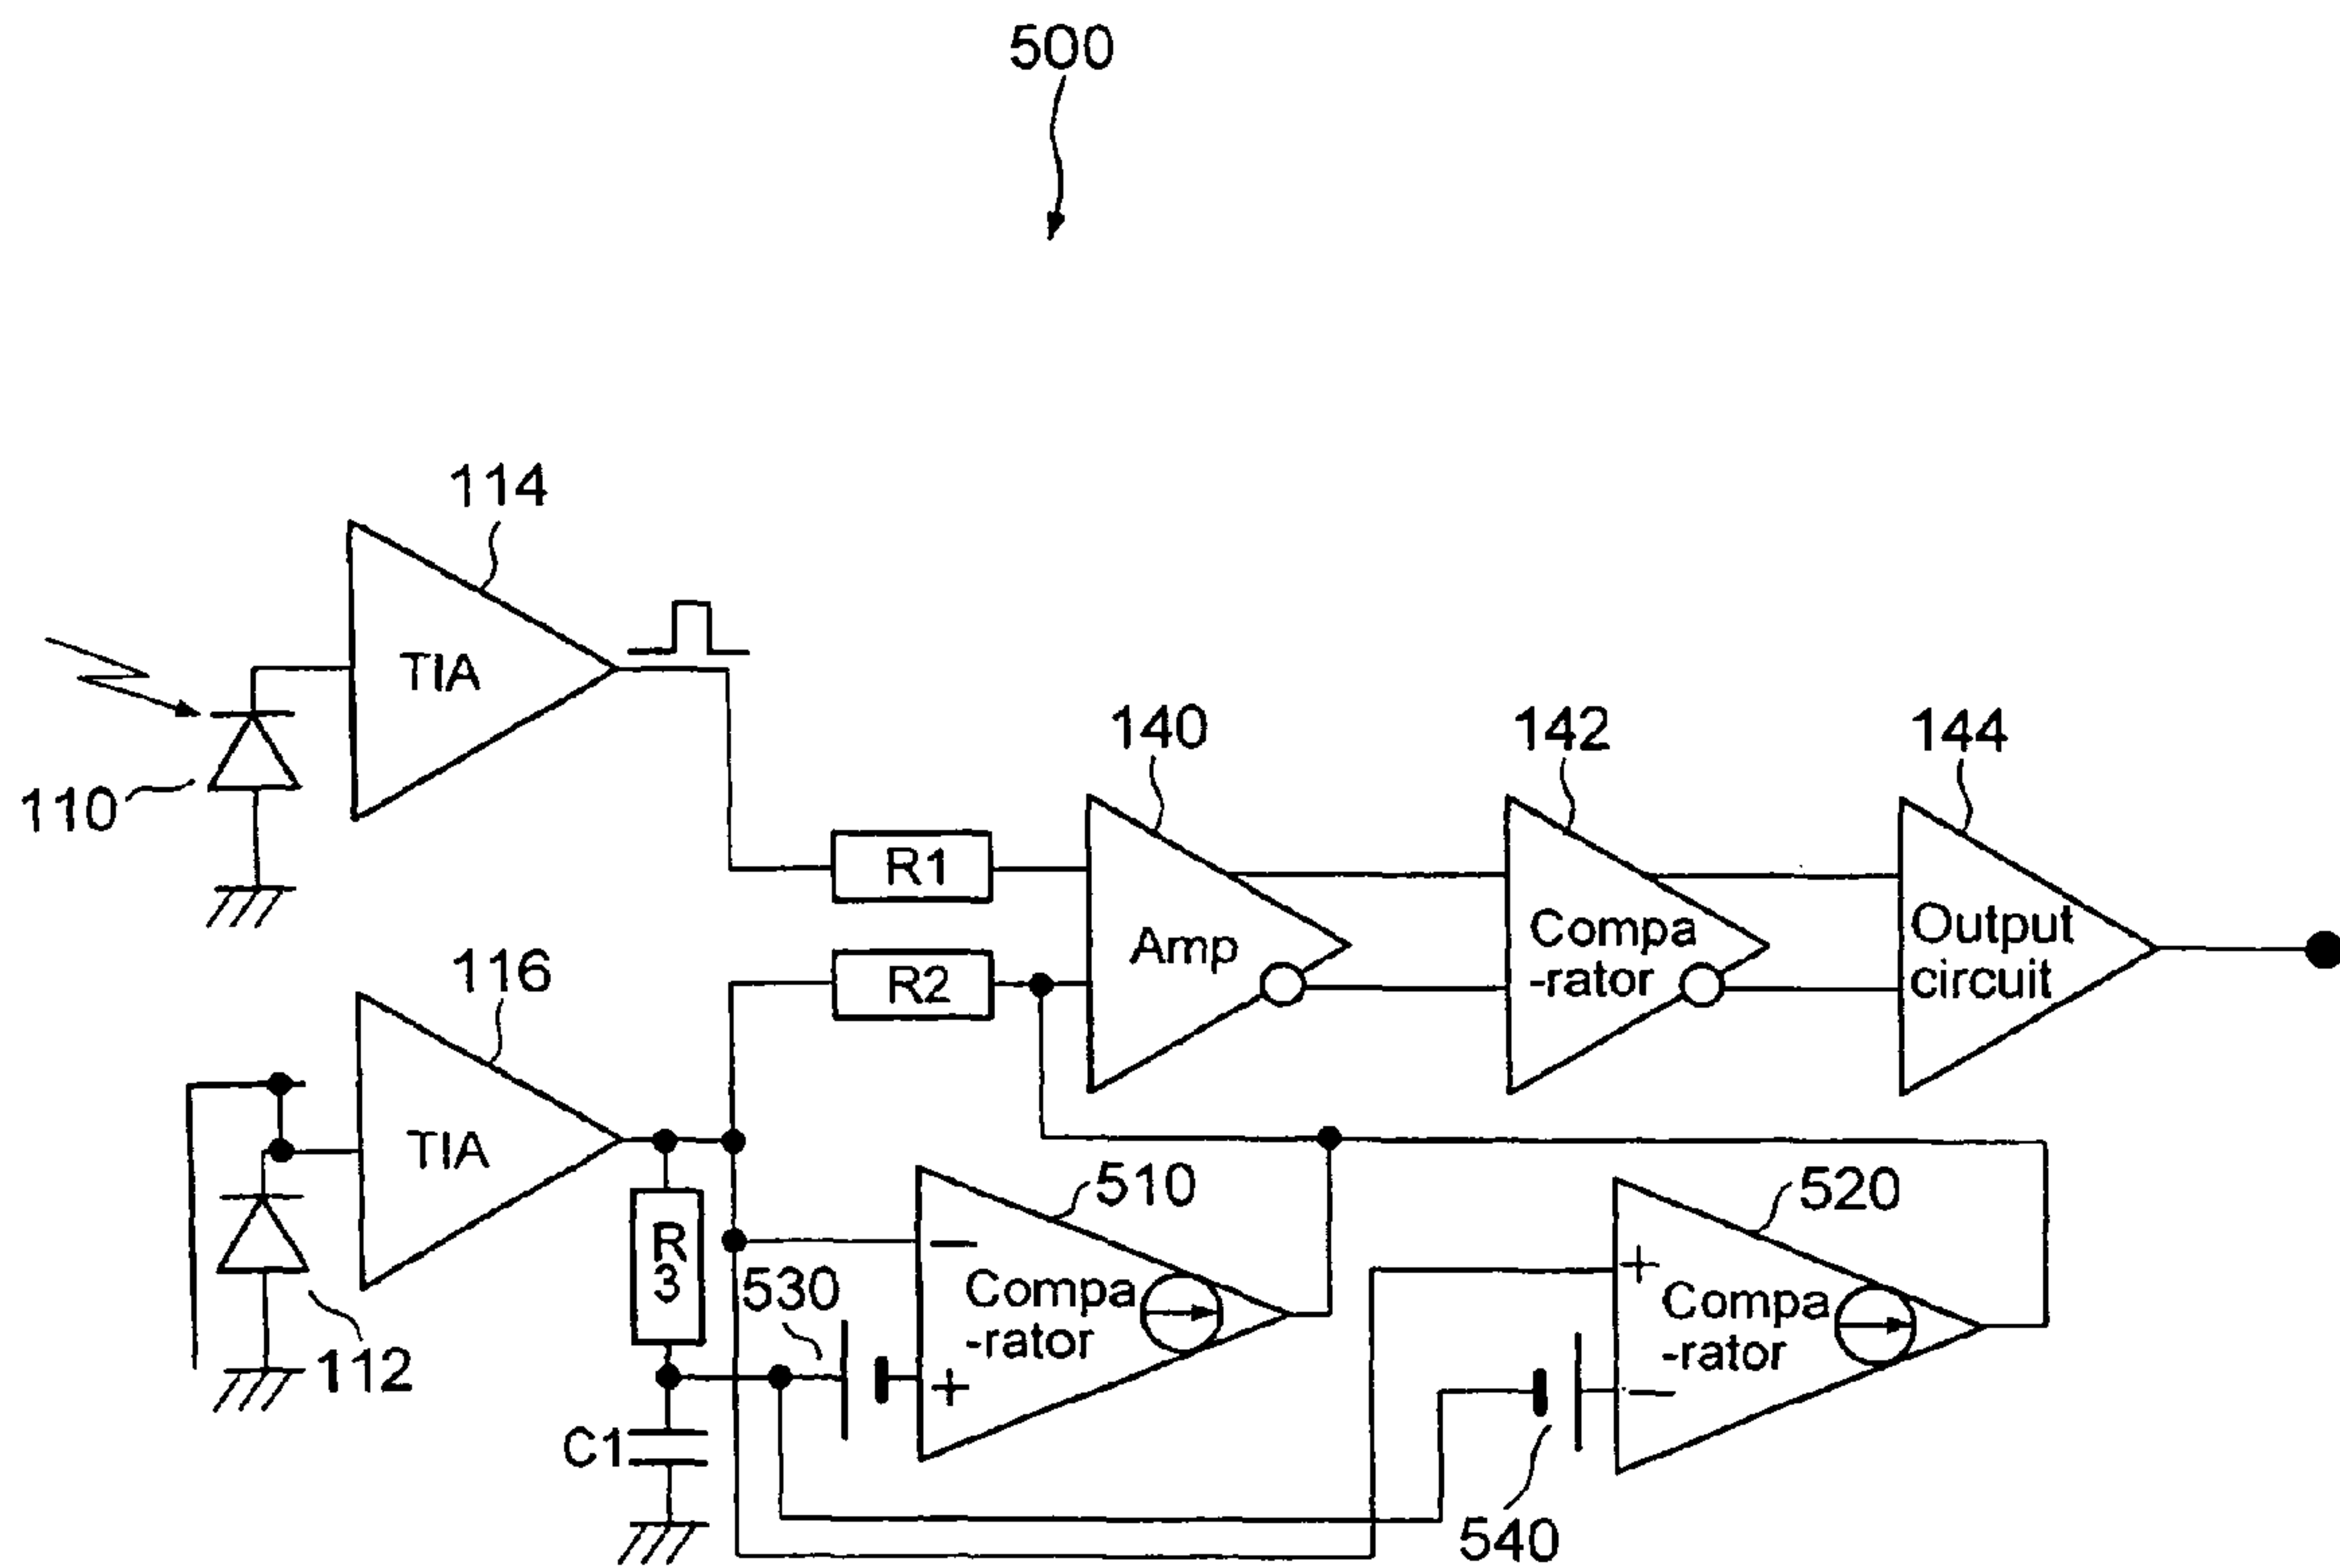 500
114
TIA
110
140
142
144
R1
R2
Amp
Compa
-rator
Output
circuit
116
TIA
112
R
3
C1
530
510
Compa
-rator
+
−
520
+
Compa
-rator
−
540